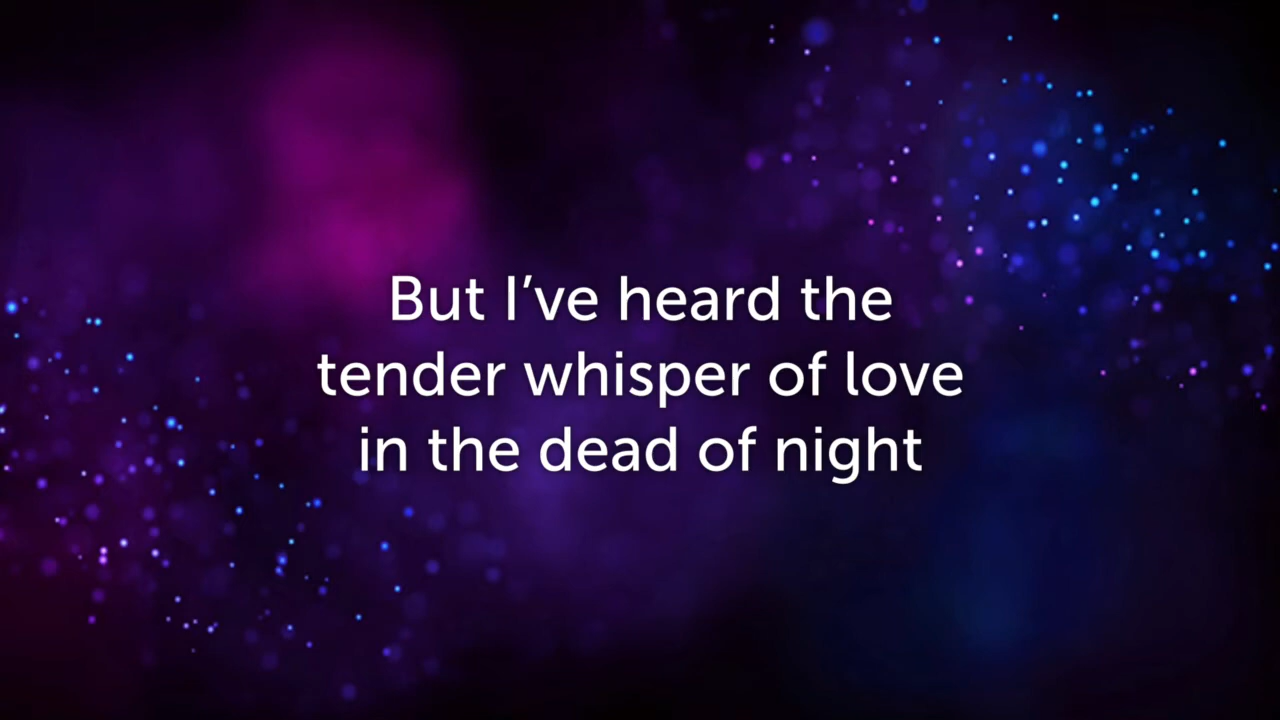 But I’ve heard the
tender whisper of love
in the dead of night